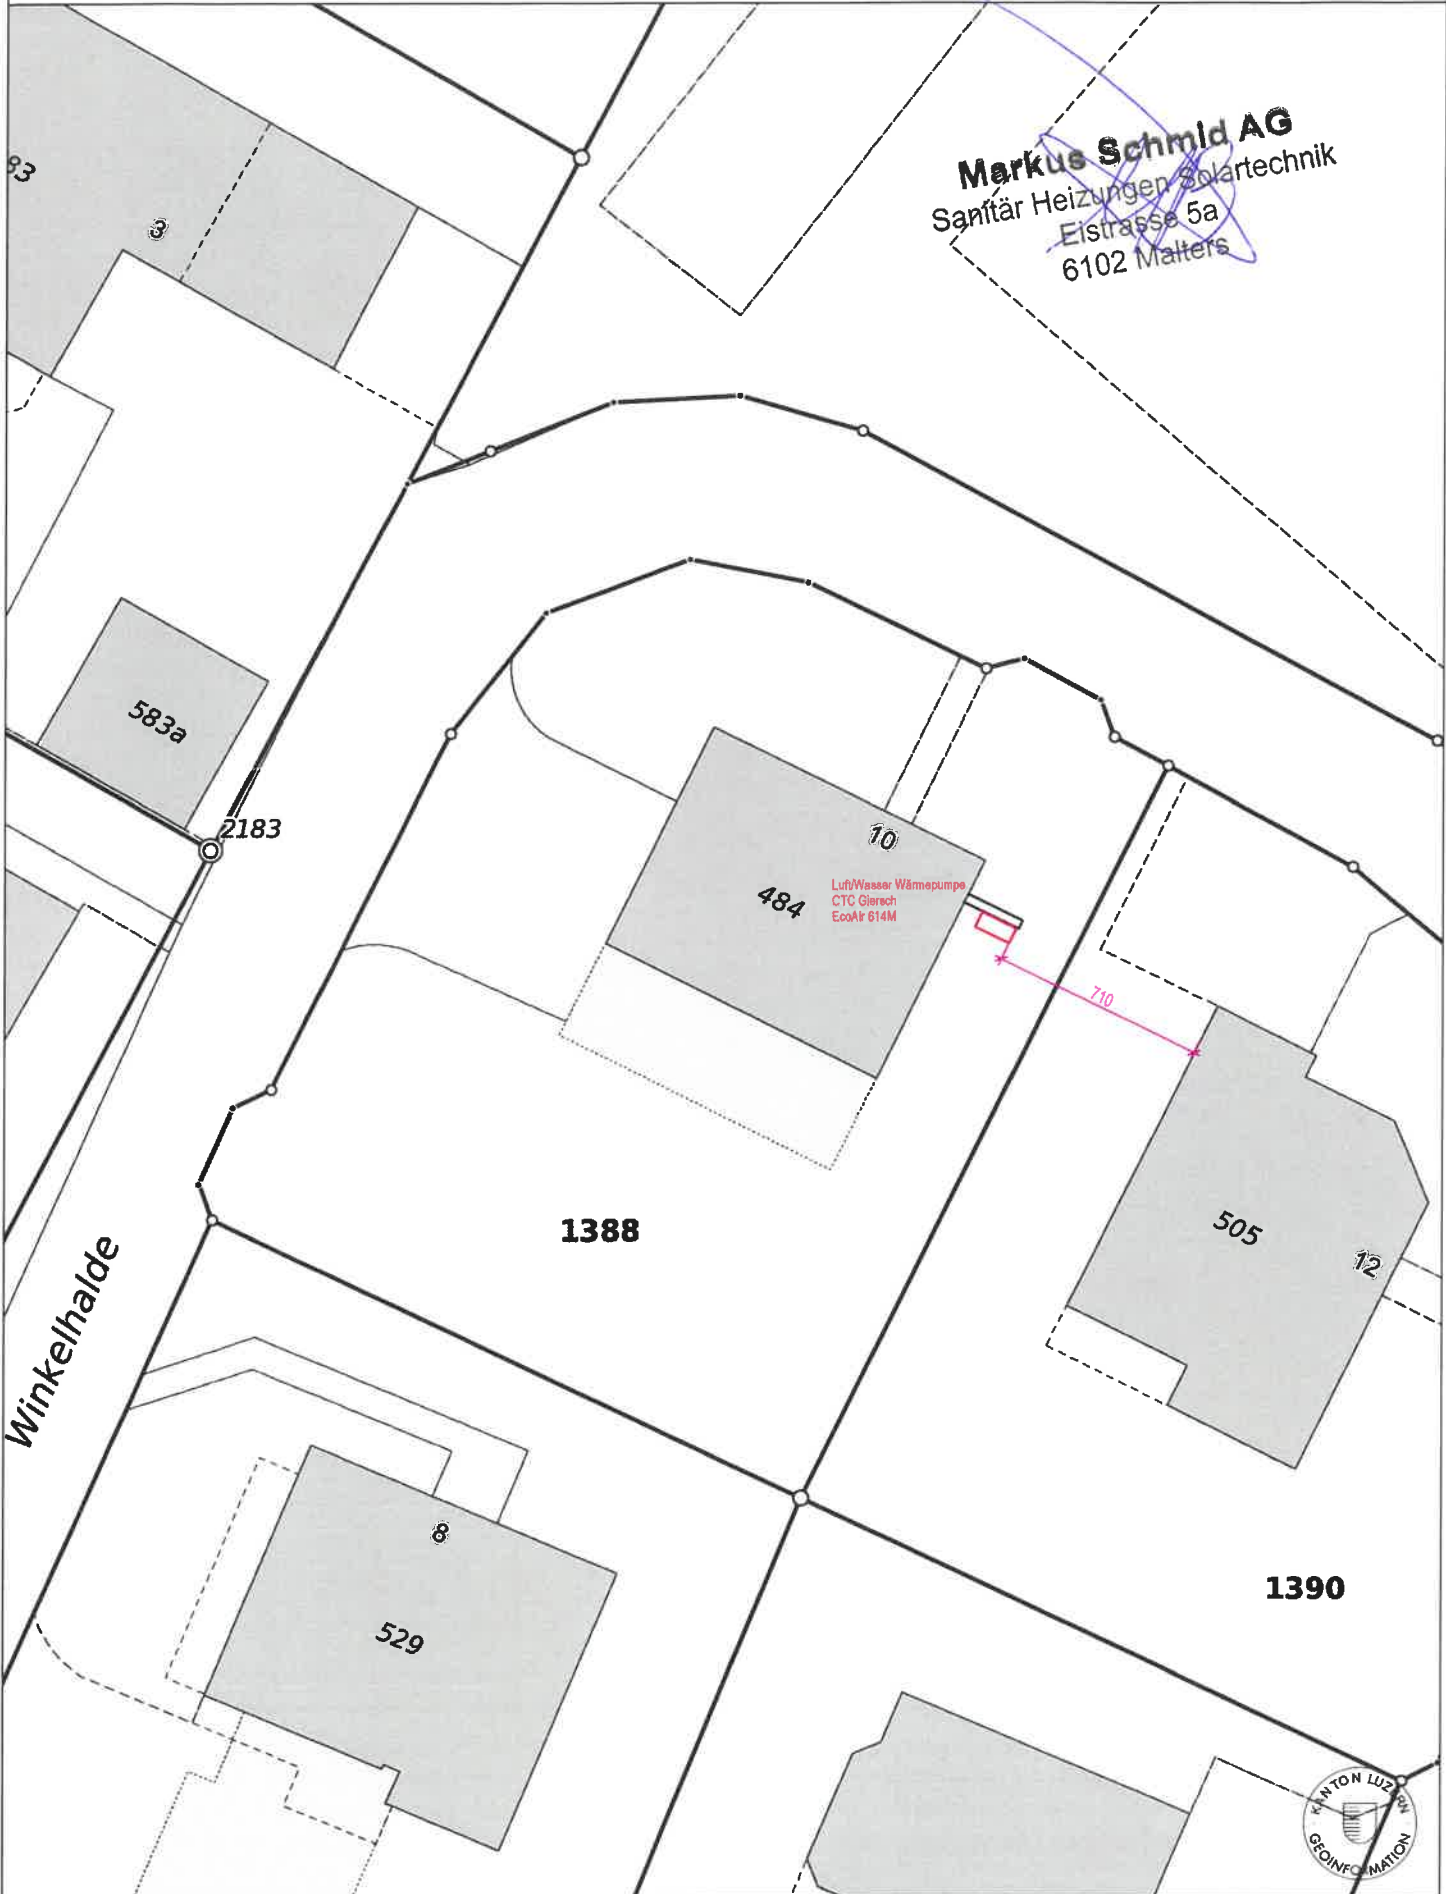 Markus Schmid AG
Sanitär Heizungen Solartechnik
Eistrasse 5a
6102 Malters
83
3
583a
2183
10
484
Luft/Wasser Wärmepumpe
CTC Giersch
EcoAir 614M
710
505
12
1388
Winkelhalde
8
529
1390
KANTON LUZERN
GEOINFORMATION